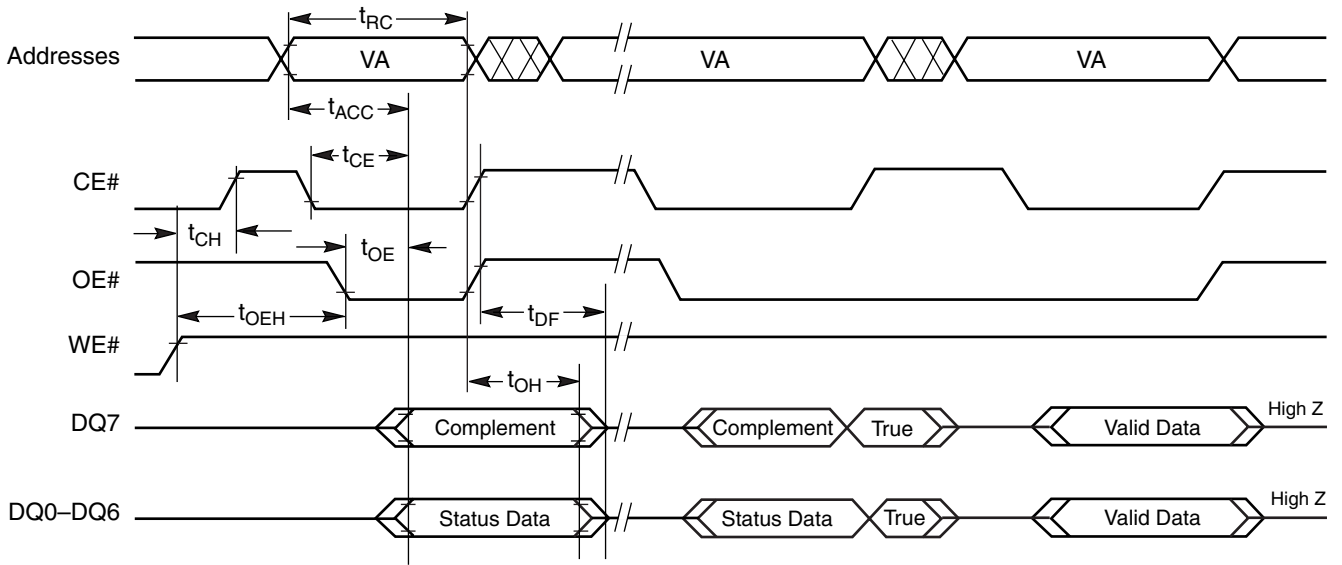 tRC
Addresses VA VA VA
tACC
tCE
CE#
tCH tOE
OE#
tOEH tDF
WE#
tOH
DQ7 Complement Complement True Valid Data High Z
DQ0–DQ6 Status Data Status Data True Valid Data High Z